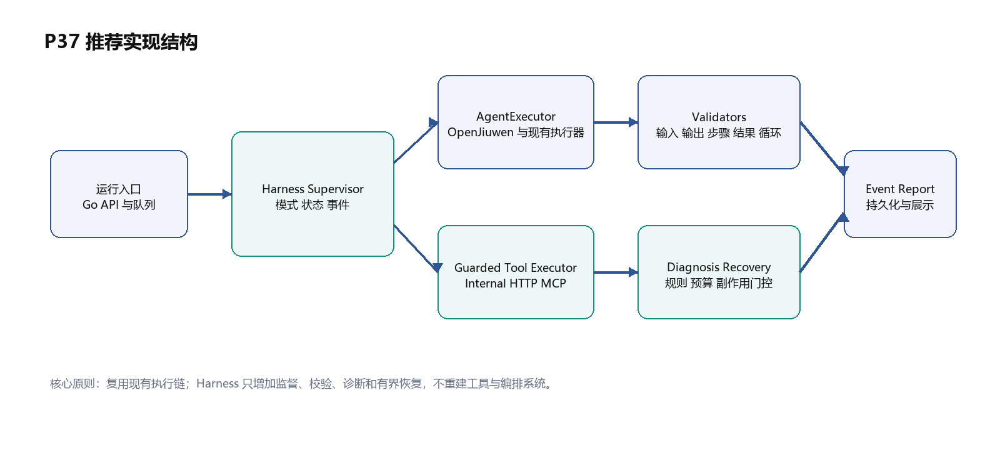 P37 推荐实现结构
运行入口
Go API 与队列
Harness Supervisor
模式 状态 事件
AgentExecutor
OpenJiuwen 与现有执行器
Validators
输入 输出 步骤 结果 循环
Guarded Tool Executor
Internal HTTP MCP
Diagnosis Recovery
规则 预算 副作用门控
Event Report
持久化与展示
核心原则：复用现有执行链；Harness 只增加监督、校验、诊断和有界恢复，不重建工具与编排系统。